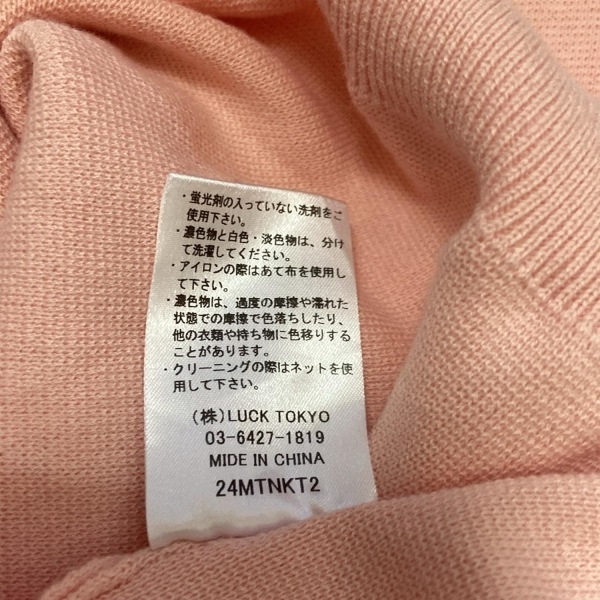 ・蛍光剤の入っていない洗剤をご
使用下さい。
・濃色物と白色・淡色物は、分け
て洗濯してください。
・アイロンの際はあて布を使用し
て下さい。
・濃色物は、過度の摩擦や濡れた
状態での摩擦で色落ちしたり、
他の衣類や持ち物に色移りする
ことがあります。
・クリーニングの際はネットを使
用して下さい。
(株)LUCK TOKYO
03-6427-1819
MIDE IN CHINA
24MTNKT2